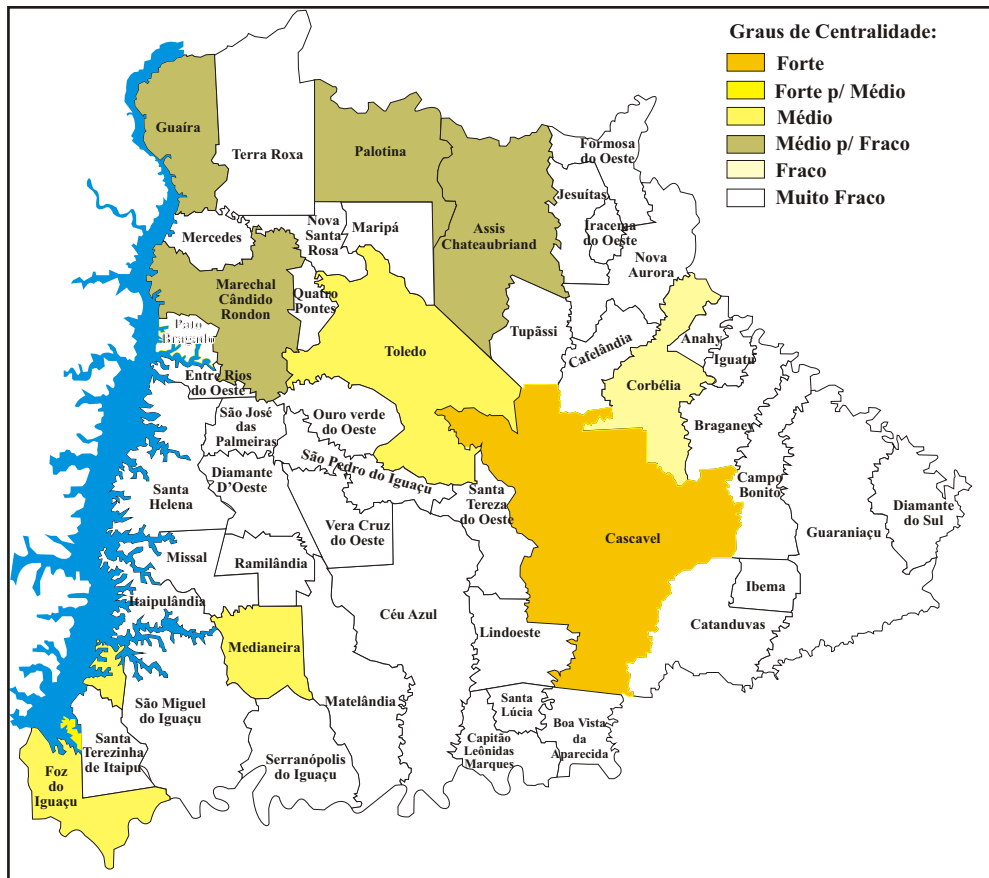 Graus de Centralidade:
Forte
Forte p/ Médio
Médio
Médio p/ Fraco
Fraco
Muito Fraco
Guaíra
Terra Roxa
Palotina
Formosa
do Oeste
Jesuítas
Iracema
do Oeste
Nova
Aurora
Assis
Chateaubriand
Mercedes
Nova
Santa
Rosa
Maripá
Marechal
Cândido
Rondon
Quatro
Pontes
Pato
Bragado
Entre Rios
do Oeste
Toledo
Tupãssi
Cafelândia
Anahy
Iguatu
Corbélia
Braganey
São José
das
Palmeiras
Ouro verde
do Oeste
São Pedro do Iguaçu
Diamante
D'Oeste
Santa
Helena
Vera Cruz
do Oeste
Santa
Tereza
do Oeste
Cascavel
Campo
Bonito
Guaraniaçu
Diamante
do Sul
Missal
Ramilândia
Itaipulândia
Céu Azul
Lindoeste
Ibema
Catanduvas
Medianeira
São Miguel
do Iguaçu
Matelândia
Santa
Terezinha
de Itaipu
Foz
do
Iguaçu
Serranópolis
do Iguaçu
Santa
Lúcia
Capitão
Leônidas
Marques
Boa Vista
da
Aparecida